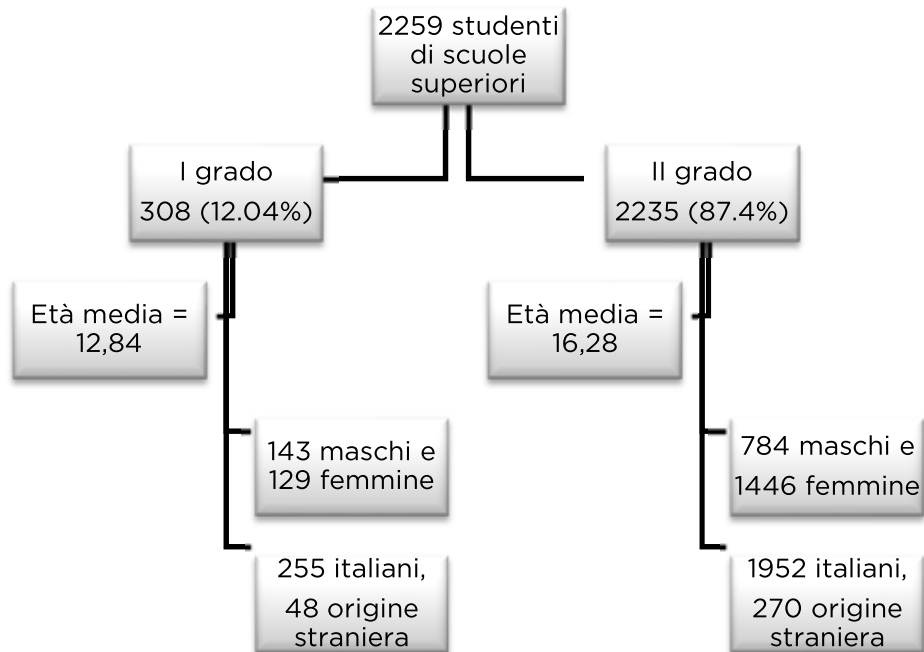 2259 studenti
di scuole
superiori
I grado
308 (12.04%)
II grado
2235 (87.4%)
Età media =
12,84
Età media =
16,28
143 maschi e
129 femmine
784 maschi e
1446 femmine
255 italiani,
48 origine
straniera
1952 italiani,
270 origine
straniera